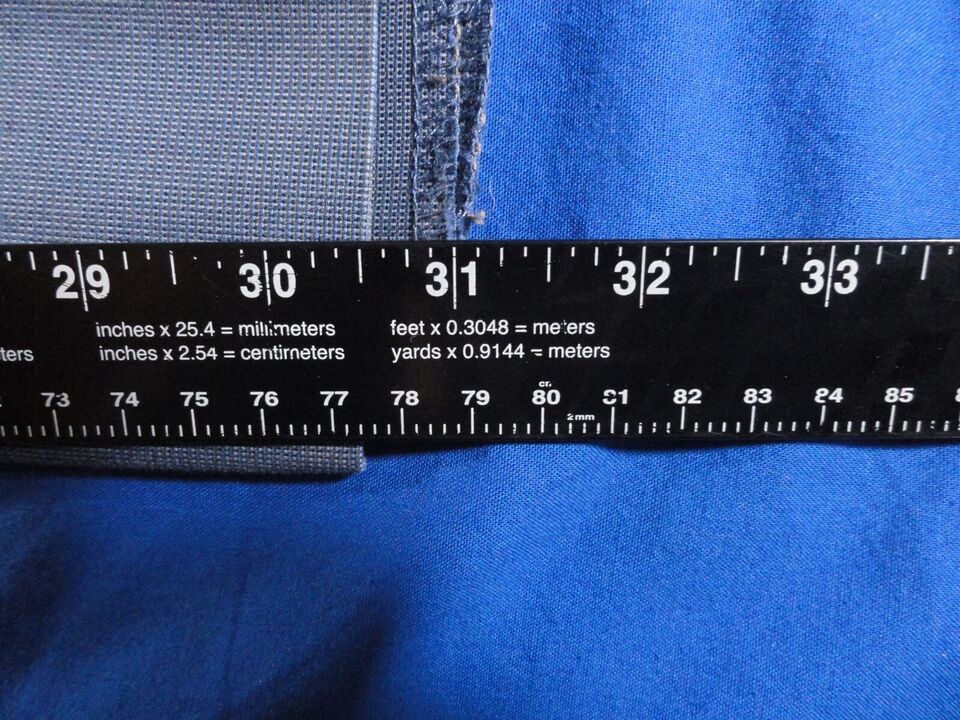 29 30 31 32 33
inches x 25.4 = millimeters feet x 0.3048 = meters
ters inches x 2.54 = centimeters yards x 0.9144 = meters
cm
73 74 75 76 77 78 79 80 81 82 83 84 85
2mm